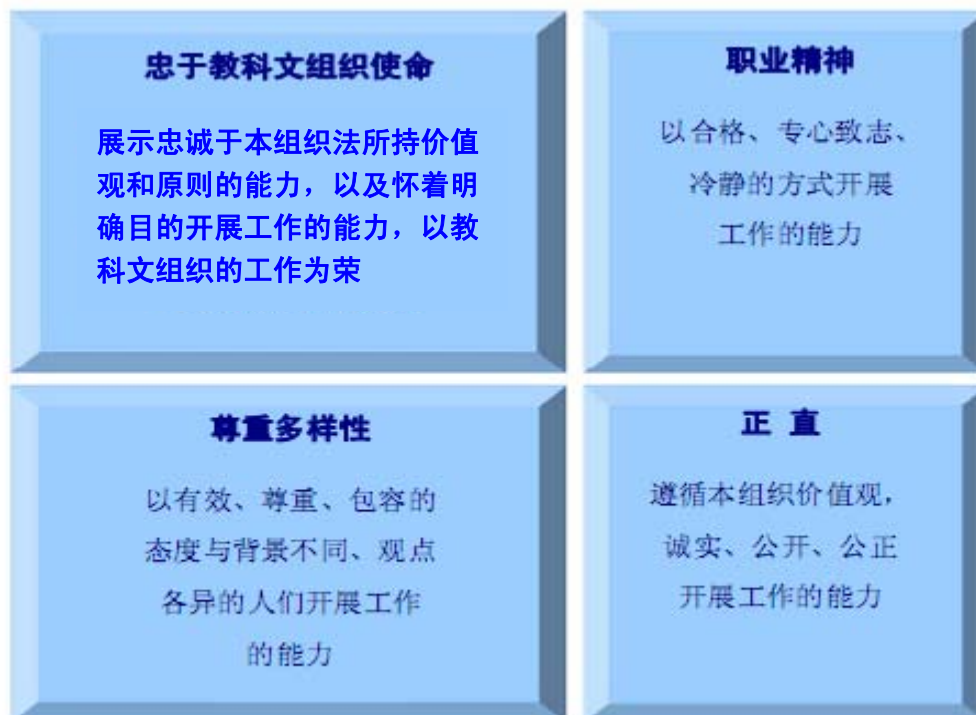 忠于教科文组织使命
展示忠诚于本组织法所持价值
观和原则的能力，以及怀着明
确目的开展工作的能力，以教
科文组织的工作为荣
职业精神
以合格、专心致志、
冷静的方式开展
工作的能力
尊重多样性
以有效、尊重、包容的
态度与背景不同、观点
各异的人们开展工作
的能力
正 直
遵循本组织价值观，
诚实、公开、公正
开展工作的能力